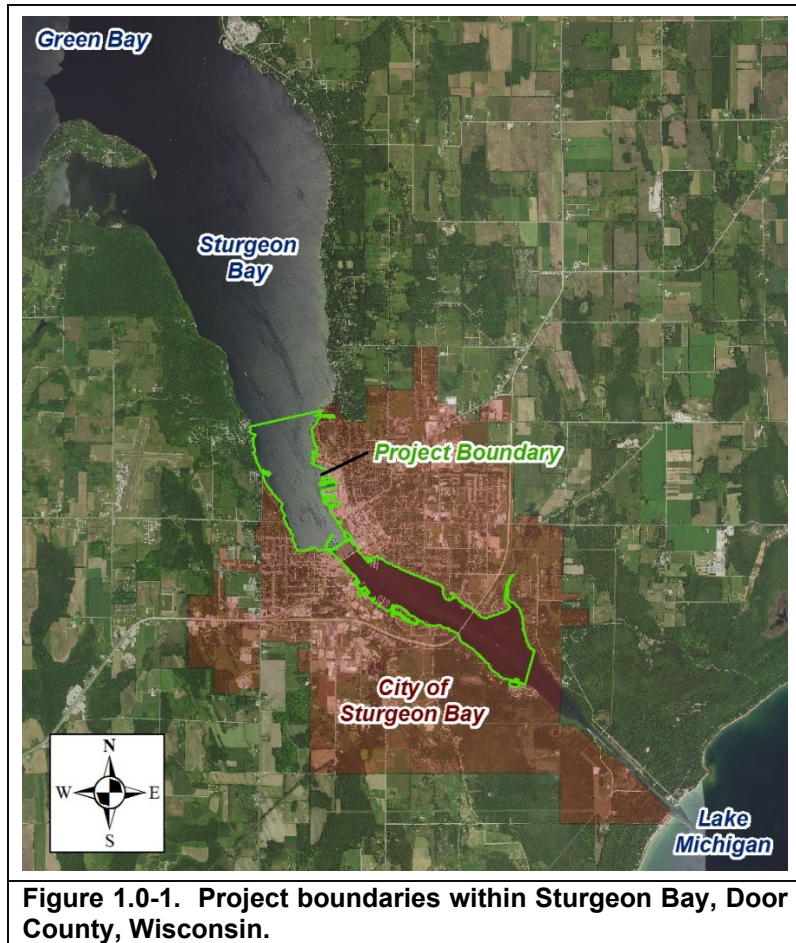 Green Bay
Sturgeon
Bay
Project Boundary
City of
Sturgeon Bay
N
W E
S
Lake
Michigan
Figure 1.0-1. Project boundaries within Sturgeon Bay, Door
County, Wisconsin.